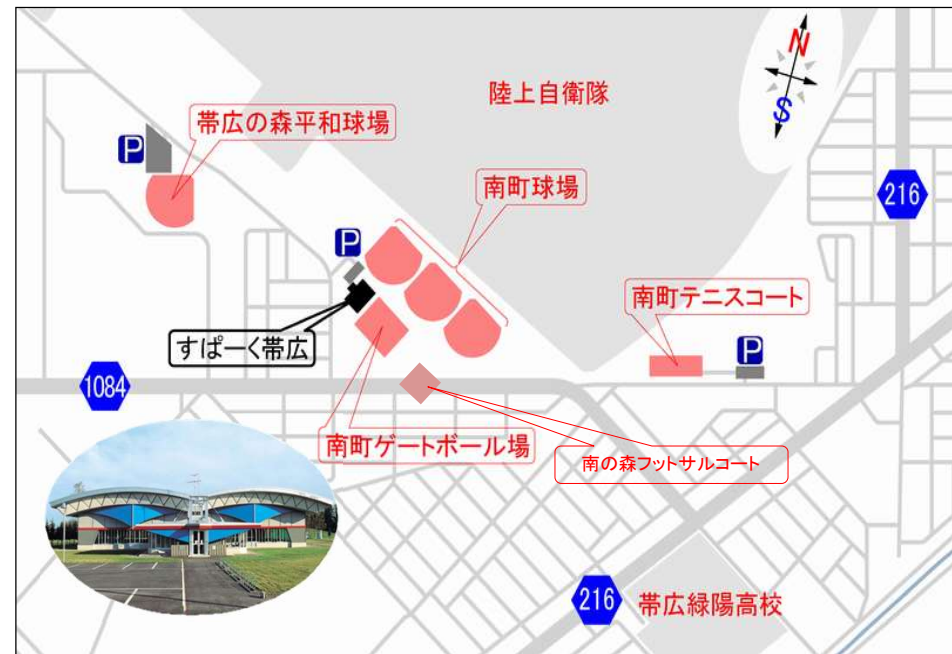 陸上自衛隊
N
S
帯広の森平和球場
P
南町球場
216
P
南町テニスコート
すぱーく帯広
P
1084
南町ゲートボール場
南の森フットサルコート
216
帯広緑陽高校